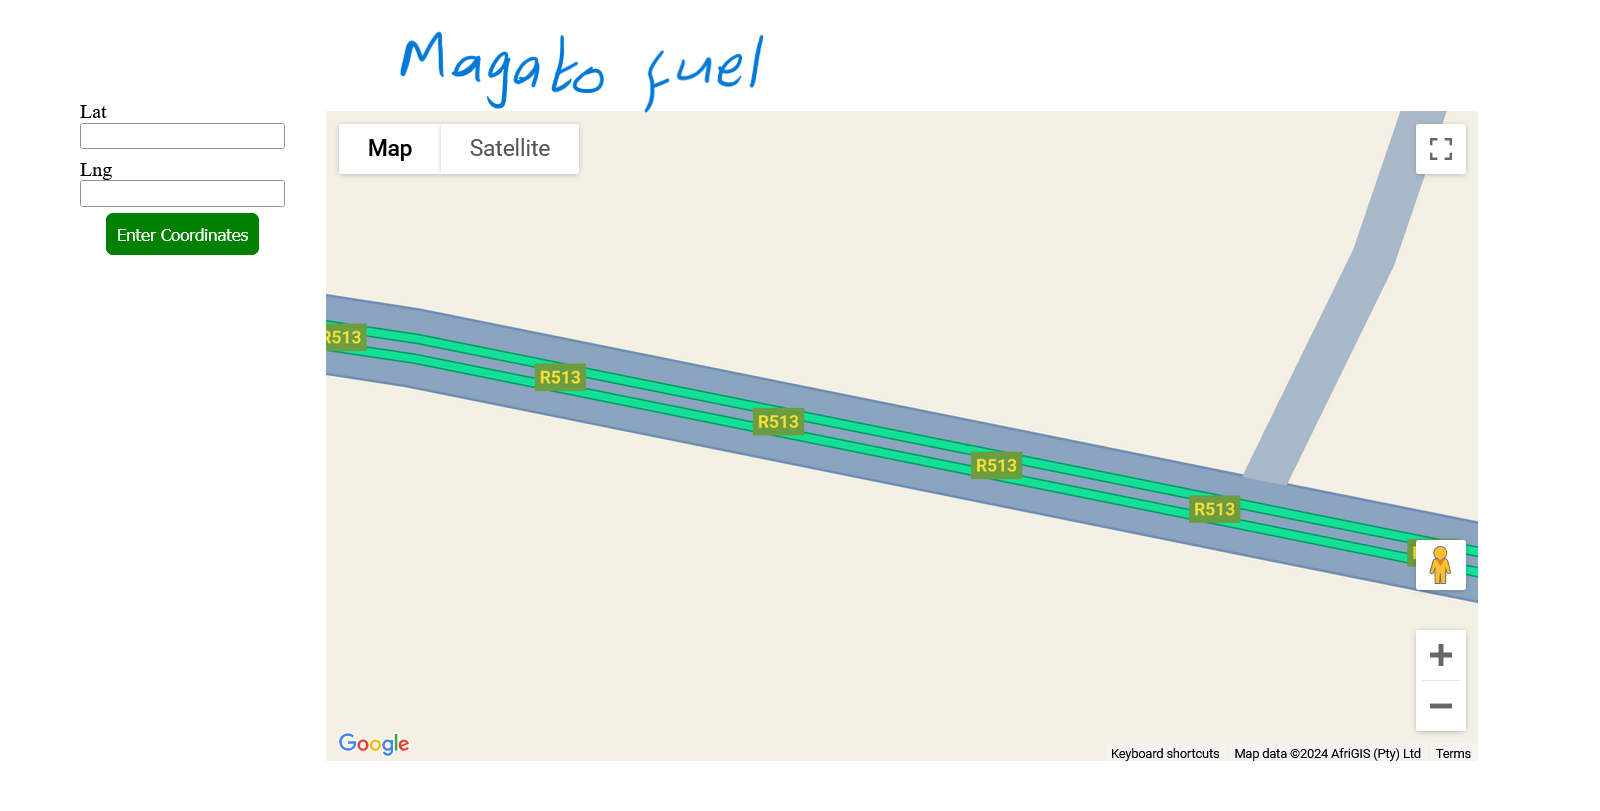 Magato fuel
Lat
Lng
Enter Coordinates
Map
Satellite
R513
R513
R513
R513
R513
Google
Keyboard shortcuts
Map data ©2024 AfriGIS (Pty) Ltd
Terms